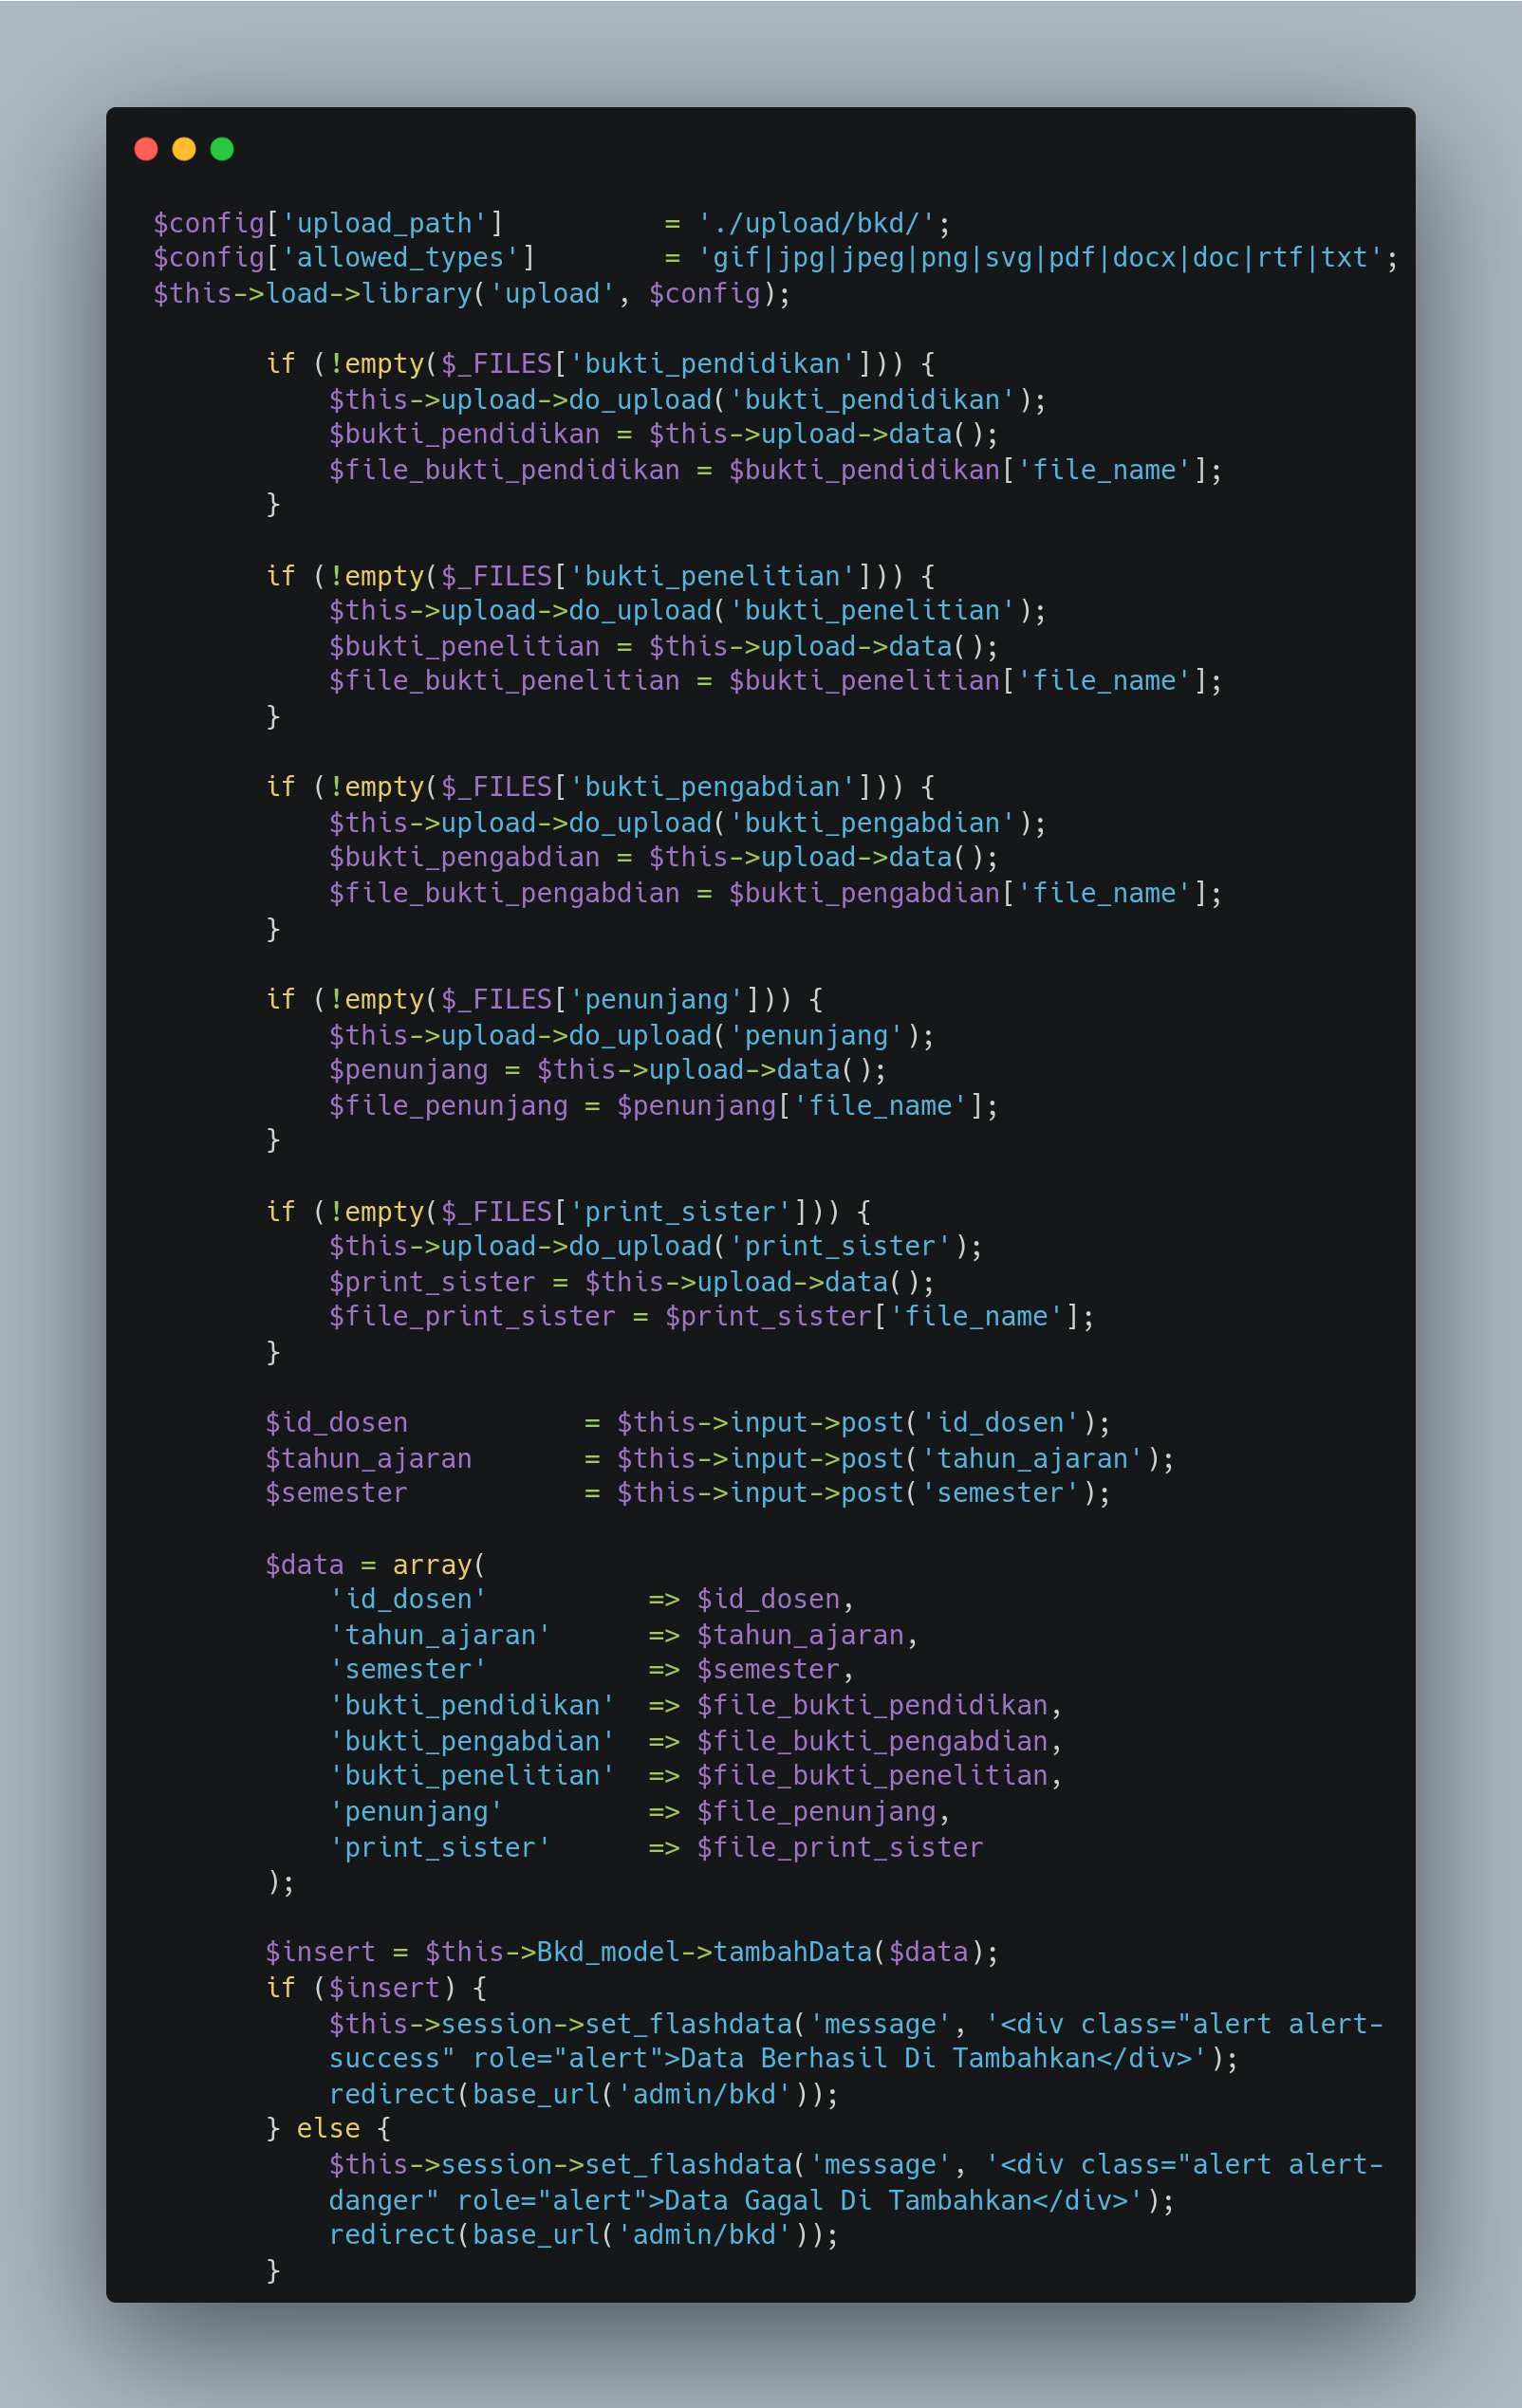 $config['upload_path']          = './upload/bkd/';
$config['allowed_types']        = 'gif|jpg|jpeg|png|svg|pdf|docx|doc|rtf|txt';
$this->load->library('upload', $config);

       if (!empty($_FILES['bukti_pendidikan'])) {
           $this->upload->do_upload('bukti_pendidikan');
           $bukti_pendidikan = $this->upload->data();
           $file_bukti_pendidikan = $bukti_pendidikan['file_name'];
       }

       if (!empty($_FILES['bukti_penelitian'])) {
           $this->upload->do_upload('bukti_penelitian');
           $bukti_penelitian = $this->upload->data();
           $file_bukti_penelitian = $bukti_penelitian['file_name'];
       }

       if (!empty($_FILES['bukti_pengabdian'])) {
           $this->upload->do_upload('bukti_pengabdian');
           $bukti_pengabdian = $this->upload->data();
           $file_bukti_pengabdian = $bukti_pengabdian['file_name'];
       }

       if (!empty($_FILES['penunjang'])) {
           $this->upload->do_upload('penunjang');
           $penunjang = $this->upload->data();
           $file_penunjang = $penunjang['file_name'];
       }

       if (!empty($_FILES['print_sister'])) {
           $this->upload->do_upload('print_sister');
           $print_sister = $this->upload->data();
           $file_print_sister = $print_sister['file_name'];
       }

       $id_dosen           = $this->input->post('id_dosen');
       $tahun_ajaran       = $this->input->post('tahun_ajaran');
       $semester           = $this->input->post('semester');

       $data = array(
           'id_dosen'          => $id_dosen,
           'tahun_ajaran'      => $tahun_ajaran,
           'semester'          => $semester,
           'bukti_pendidikan'  => $file_bukti_pendidikan,
           'bukti_pengabdian'  => $file_bukti_pengabdian,
           'bukti_penelitian'  => $file_bukti_penelitian,
           'penunjang'         => $file_penunjang,
           'print_sister'      => $file_print_sister
       );

       $insert = $this->Bkd_model->tambahData($data);
       if ($insert) {
           $this->session->set_flashdata('message', '<div class="alert alert-
           success" role="alert">Data Berhasil Di Tambahkan</div>');
           redirect(base_url('admin/bkd'));
       } else {
           $this->session->set_flashdata('message', '<div class="alert alert-
           danger" role="alert">Data Gagal Di Tambahkan</div>');
           redirect(base_url('admin/bkd'));
       }